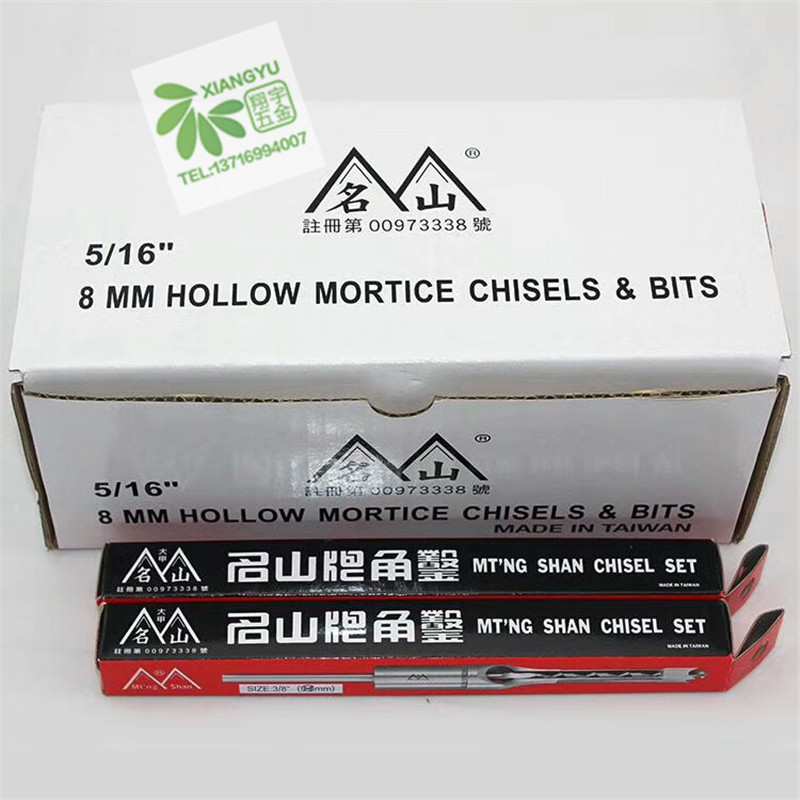 XIANGYU
翔宇
五金
TEL:13716994007
®
名山
註冊第 00973338 號
5/16"
8 MM HOLLOW MORTICE CHISELS & BITS
®
名山
註冊第 00973338 號
5/16"
8 MM HOLLOW MORTICE CHISELS & BITS
MADE IN TAIWAN
大甲
名山
註冊第 00973338 號
名山牌角鑿
MT'NG SHAN CHISEL SET
MADE IN TAIWAN
大甲
名山
註冊第 00973338 號
名山牌角鑿
MT'NG SHAN CHISEL SET
MADE IN TAIWAN
®
Mt'ng Shan
SIZE:3/8"